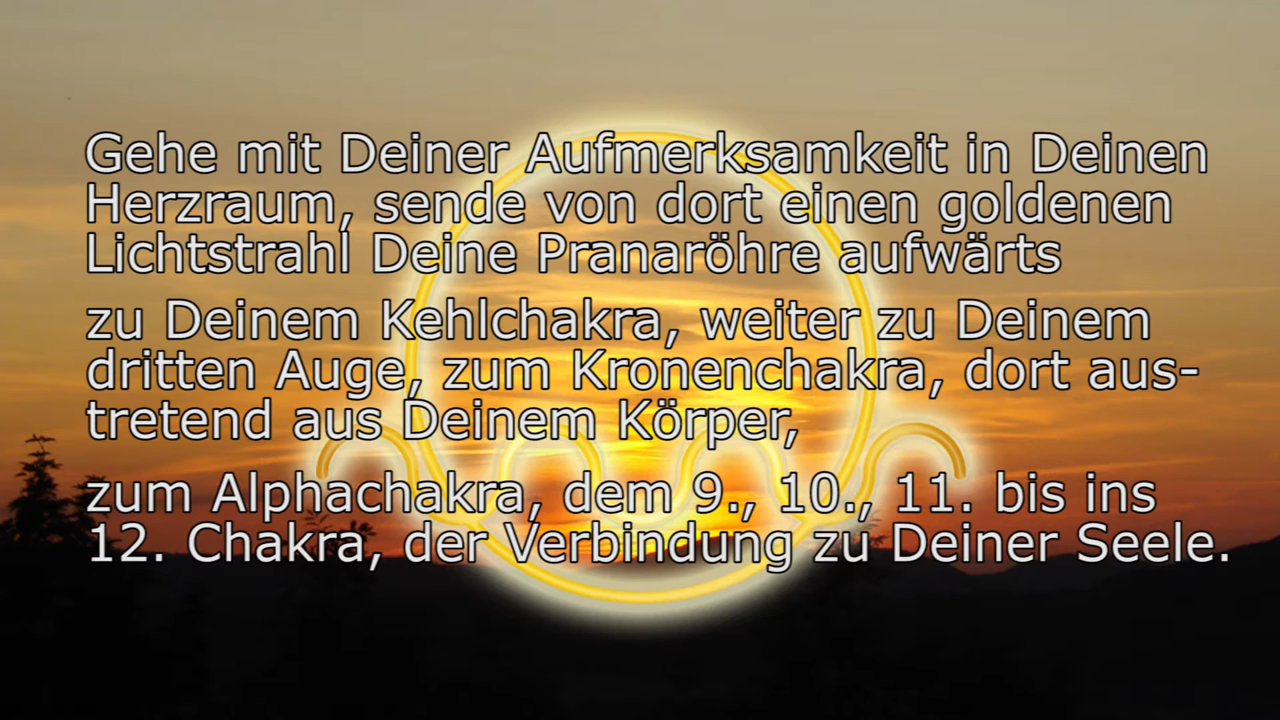 Gehe mit Deiner Aufmerksamkeit in Deinen
Herzraum, sende von dort einen goldenen
Lichtstrahl Deine Pranaröhre aufwärts
zu Deinem Kehlchakra, weiter zu Deinem
dritten Auge, zum Kronenchakra, dort aus-
tretend aus Deinem Körper,
zum Alphachakra, dem 9., 10., 11. bis ins
12. Chakra, der Verbindung zu Deiner Seele.